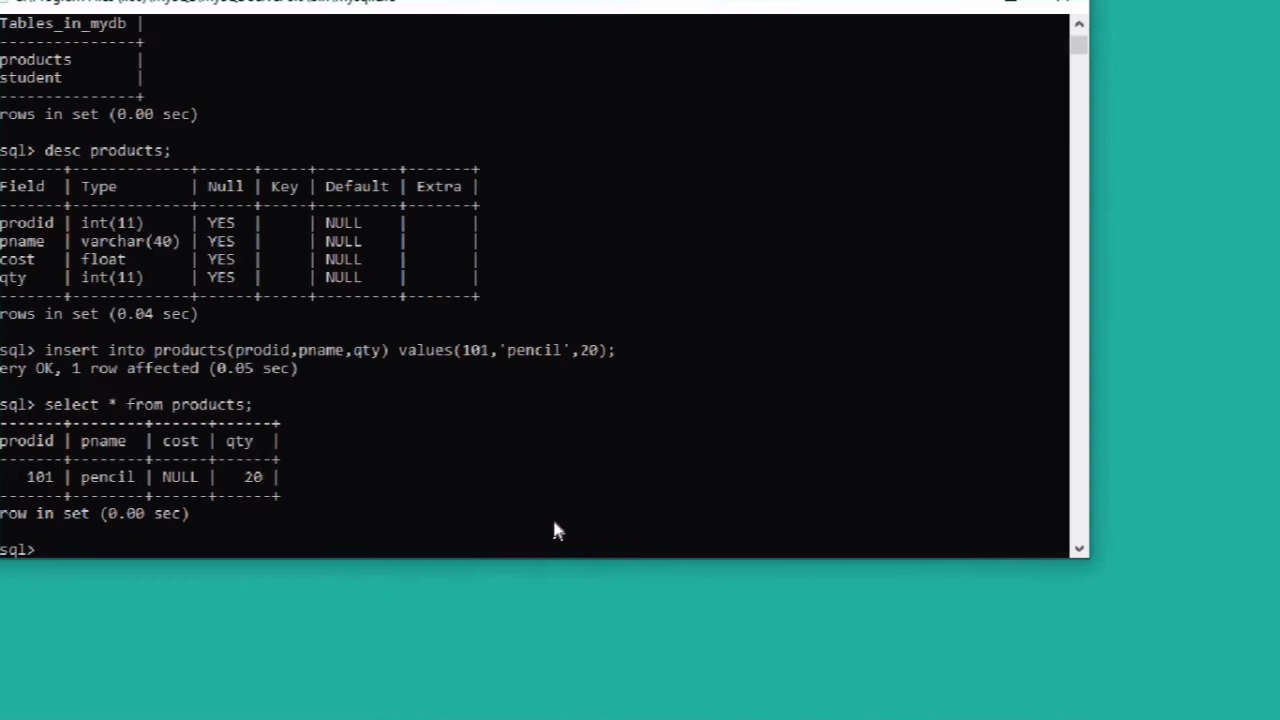 Tables_in_mydb |
---------------+
products       |
student        |
---------------+
rows in set (0.00 sec)
sql> desc products;
-------+-------------+------+-----+---------+-------+
Field  | Type        | Null | Key | Default | Extra |
-------+-------------+------+-----+---------+-------+
prodid | int(11)     | YES  |     | NULL    |       |
pname  | varchar(40) | YES  |     | NULL    |       |
cost   | float       | YES  |     | NULL    |       |
qty    | int(11)     | YES  |     | NULL    |       |
-------+-------------+------+-----+---------+-------+
rows in set (0.04 sec)
sql> insert into products(prodid,pname,qty) values(101,'pencil',20);
ery OK, 1 row affected (0.05 sec)
sql> select * from products;
-------+--------+------+------+
prodid | pname  | cost | qty  |
-------+--------+------+------+
   101 | pencil | NULL |   20 |
-------+--------+------+------+
row in set (0.00 sec)
sql>